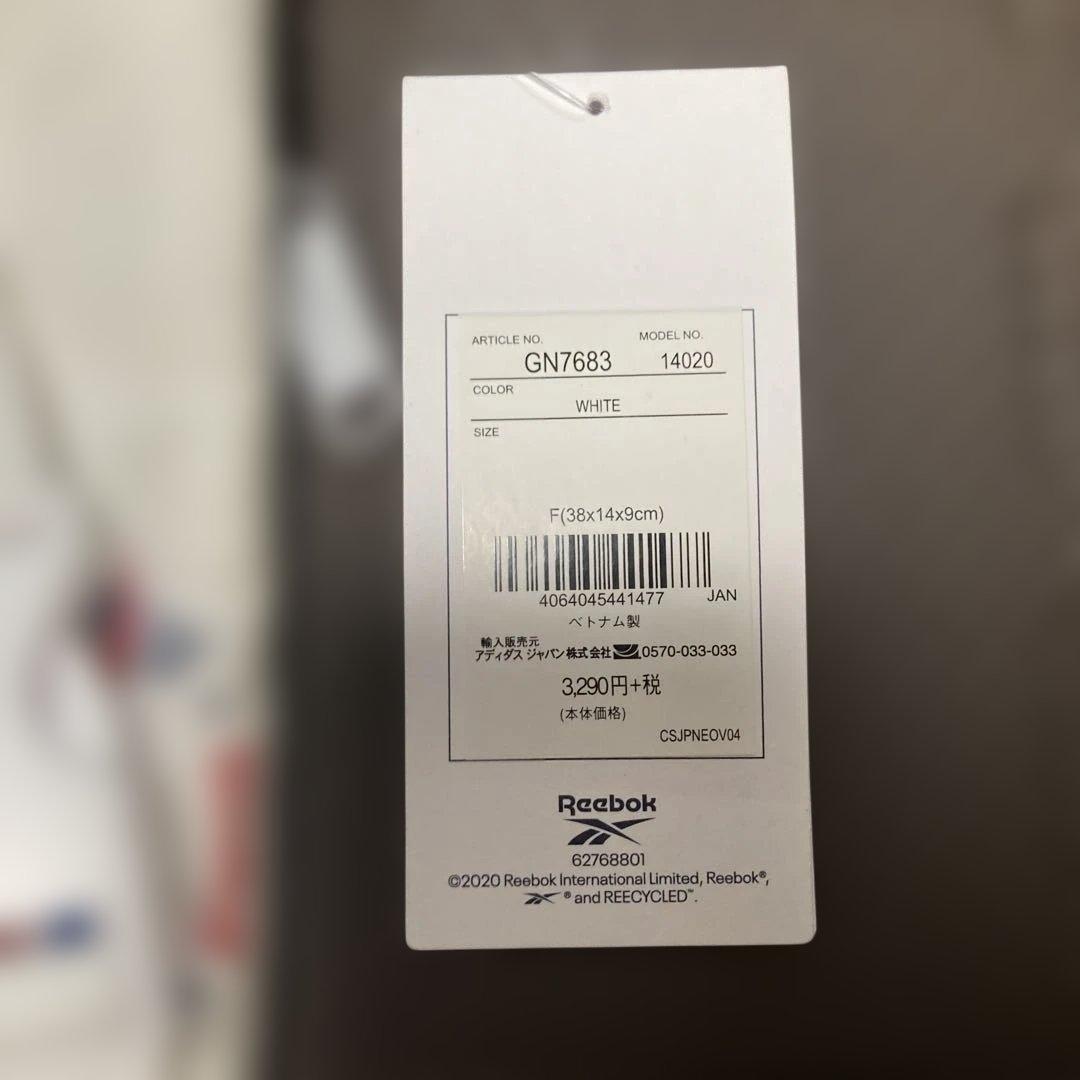 ARTICLE NO. MODEL NO.
GN7683 14020
COLOR
WHITE
SIZE
F(38x14x9cm)
4064045441477 JAN
ベトナム製
輸入販売元
アディダス ジャパン株式会社 0570-033-033
3,290円+税
(本体価格)
CSJPNEOV04
Reebok
62768801
©2020 Reebok International Limited, Reebok®,
® and REECYCLED™.